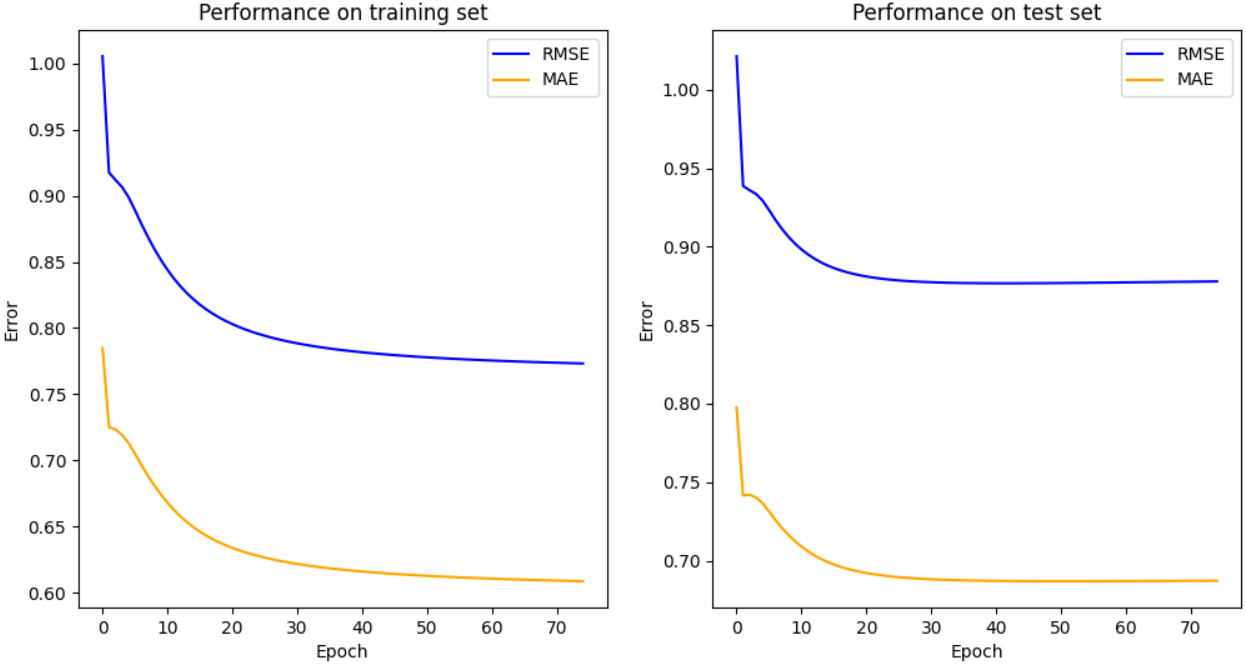 Performance on training set
RMSE
MAE
1.00
0.95
0.90
0.85
0.80
0.75
0.70
0.65
0.60
Error
0 10 20 30 40 50 60 70
Epoch
Performance on test set
RMSE
MAE
1.00
0.95
0.90
0.85
0.80
0.75
0.70
Error
0 10 20 30 40 50 60 70
Epoch